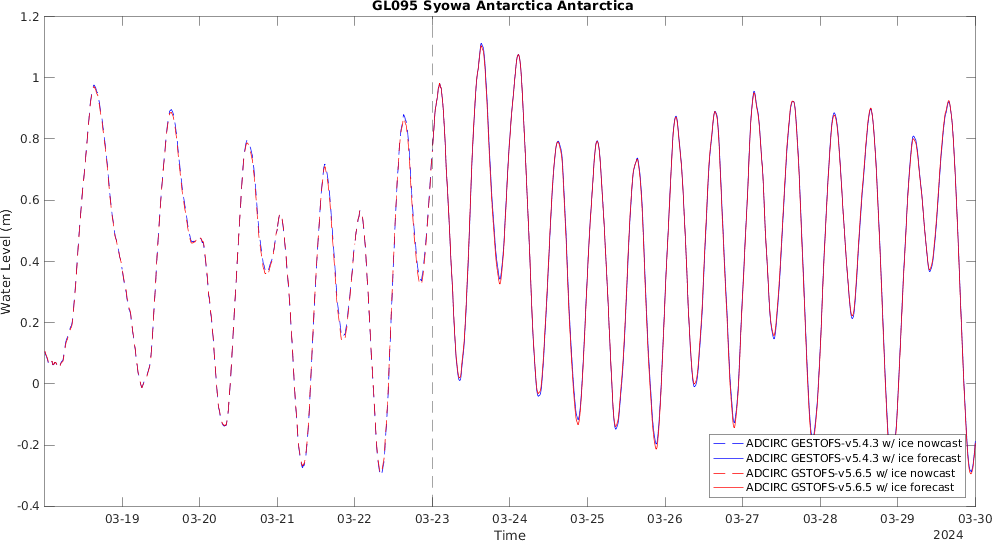 GL095 Syowa Antarctica Antarctica
1.2
1
0.8
0.6
0.4
0.2
0
-0.2
-0.4
Water Level (m)
ADCIRC GESTOFS-v5.4.3 w/ ice nowcast
ADCIRC GESTOFS-v5.4.3 w/ ice forecast
ADCIRC GSTOFS-v5.6.5 w/ ice nowcast
ADCIRC GSTOFS-v5.6.5 w/ ice forecast
03-19 03-20 03-21 03-22 03-23 03-24 03-25 03-26 03-27 03-28 03-29 03-30
Time
2024